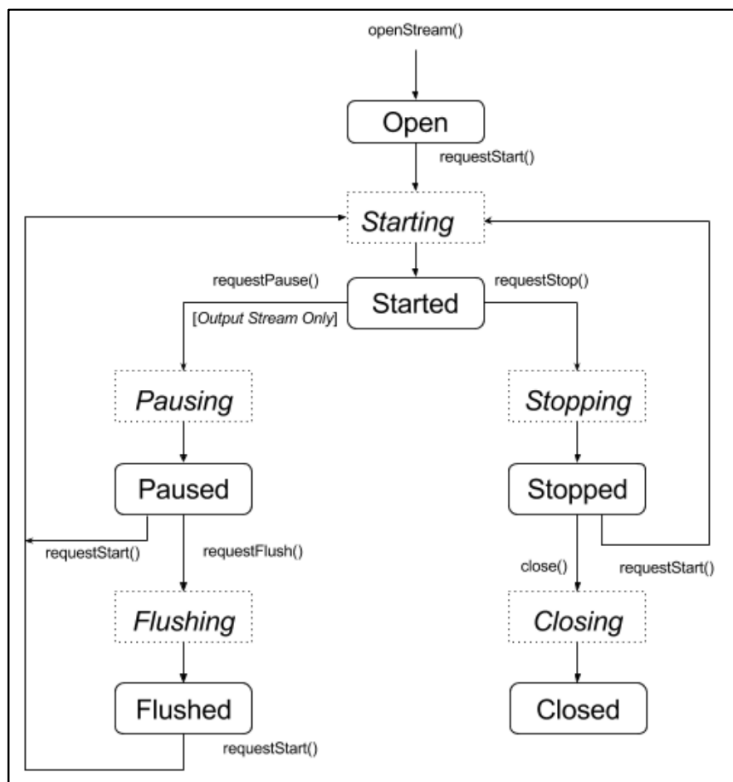 openStream()
Open
requestStart()
Starting
requestPause()
requestStop()
Started
[Output Stream Only]
Pausing
Stopping
Paused
Stopped
requestStart()
requestFlush()
close()
requestStart()
Flushing
Closing
Flushed
Closed
requestStart()